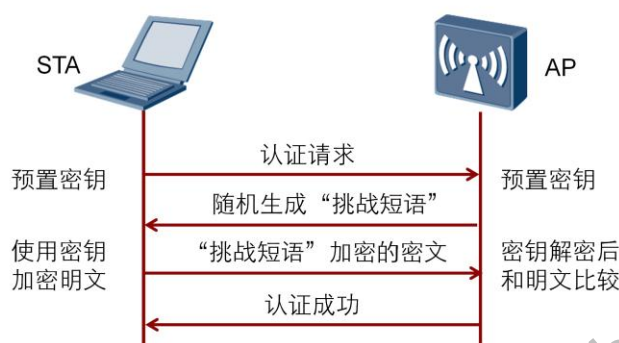 STA
AP
认证请求
预置密钥
预置密钥
随机生成“挑战短语”
使用密钥
加密明文
“挑战短语”加密的密文
密钥解密后
和明文比较
认证成功